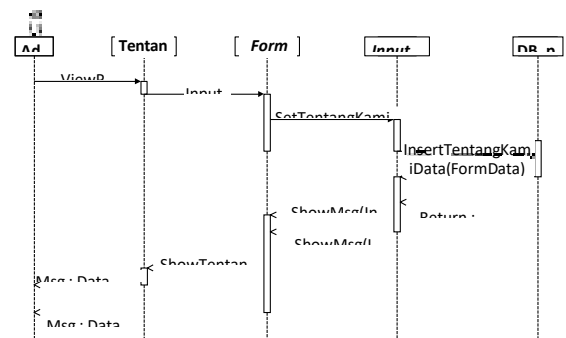 Ad
Tentan
Form
Input
DB n
ViewP
Input
SetTentangKami
InsertTentangKam
iData(FormData)
ShowMsg(In
Return :
ShowMsg(I
ShowTentan
Msg : Data
Msg : Data